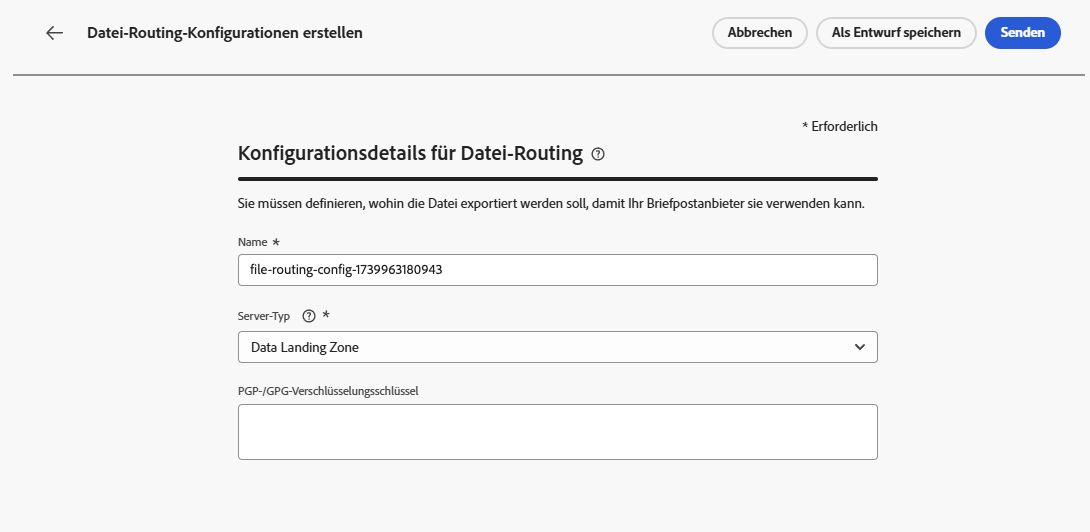 Datei-Routing-Konfigurationen erstellen
Abbrechen
Als Entwurf speichern
Senden
* Erforderlich
Konfigurationsdetails für Datei-Routing
Sie müssen definieren, wohin die Datei exportiert werden soll, damit Ihr Briefpostanbieter sie verwenden kann.
Name *
file-routing-config-1739963180943
Server-Typ *
Data Landing Zone
PGP-/GPG-Verschlüsselungsschlüssel